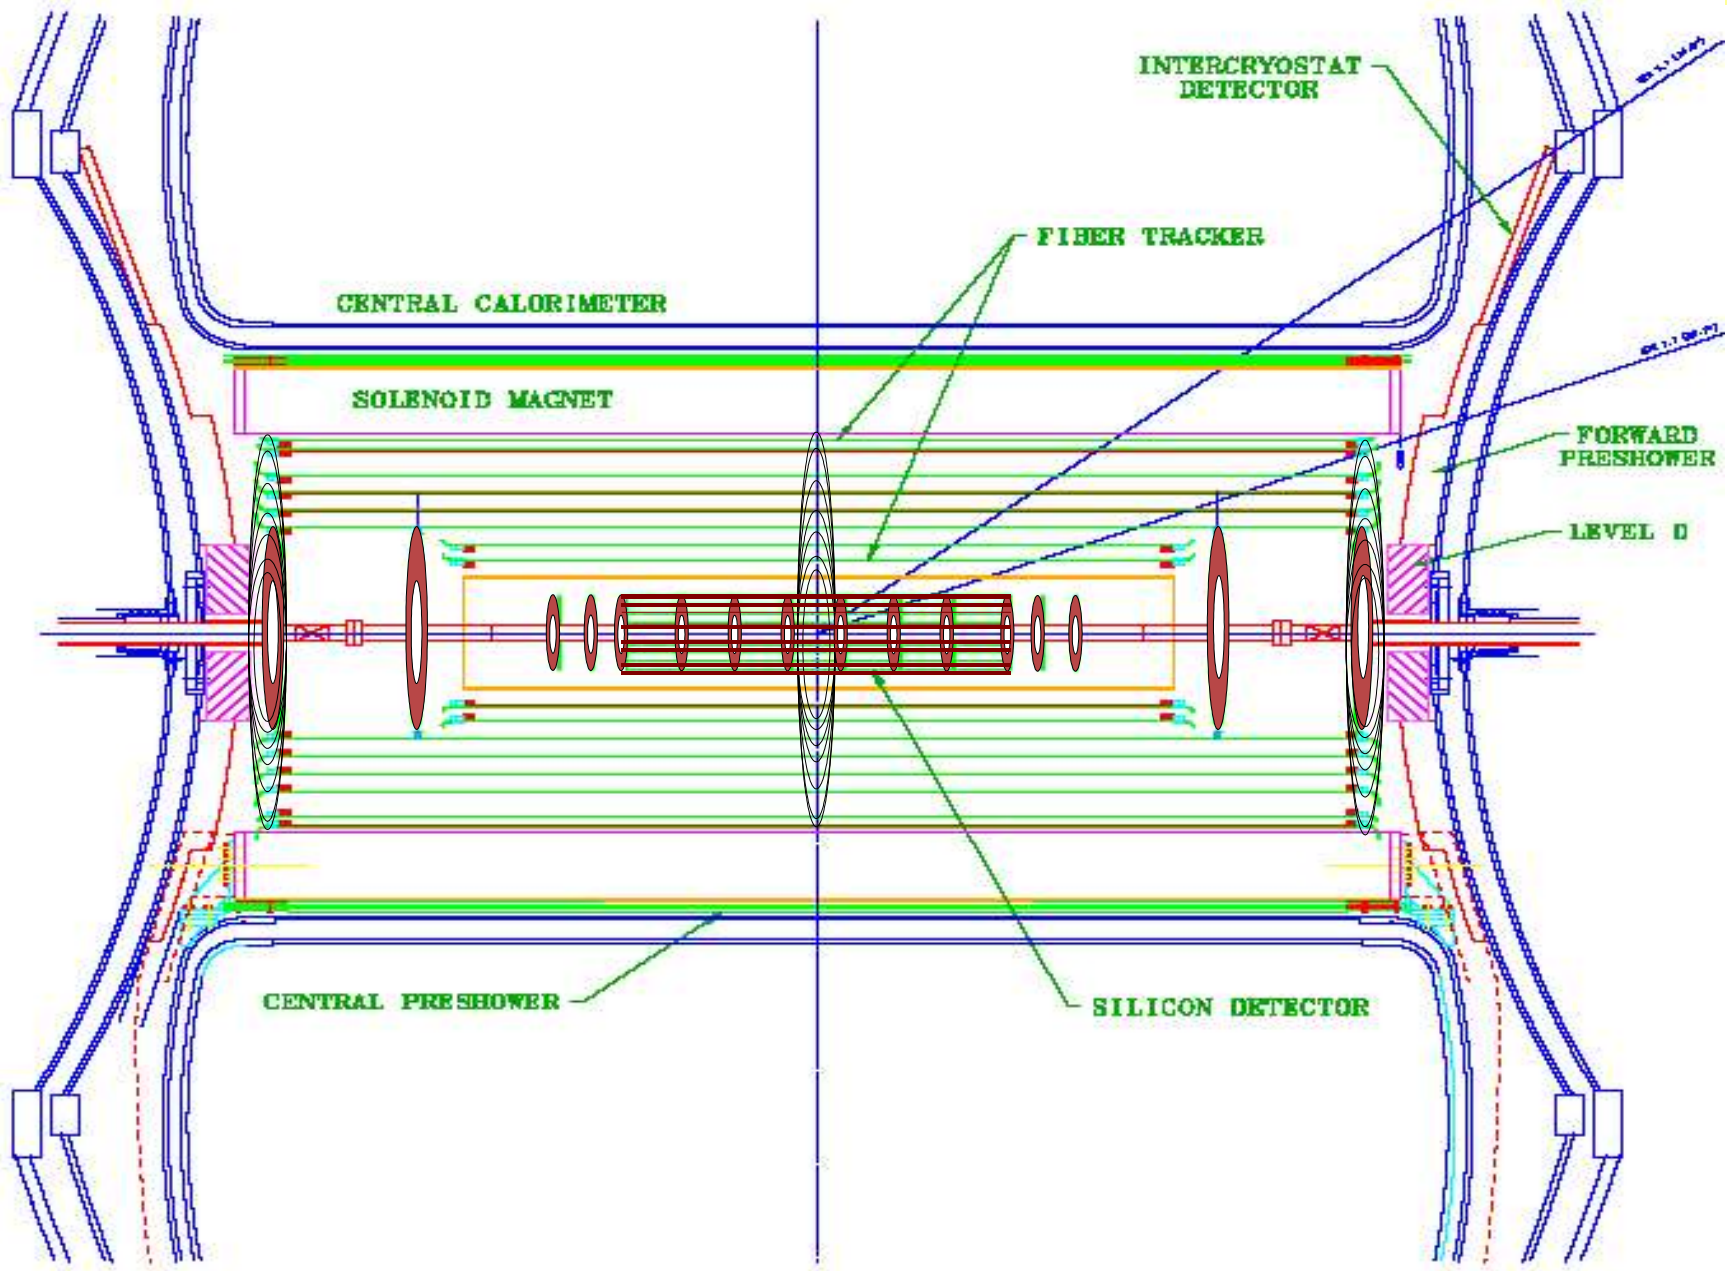 INTERCRYOSTAT
DETECTOR
FIBER TRACKER
CENTRAL CALORIMETER
SOLENOID MAGNET
FORWARD
PRESHOWER
LEVEL 0
CENTRAL PRESHOWER
SILICON DETECTOR